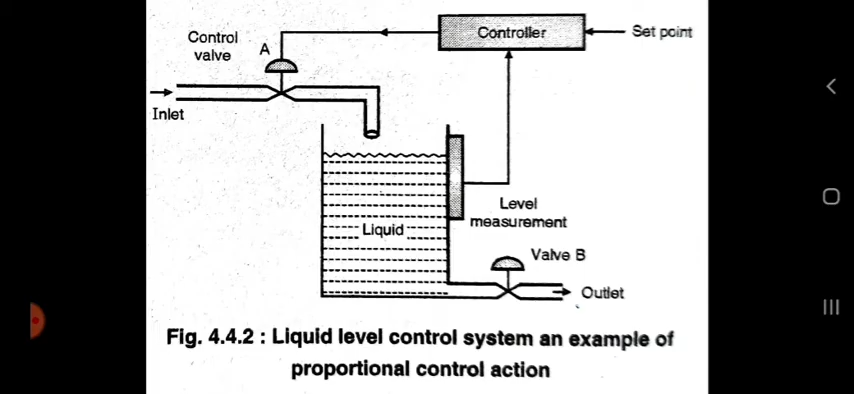 Control
valve
A
Controller
Set point
Inlet
Liquid
Level
measurement
Valve B
Outlet
Fig. 4.4.2 : Liquid level control system an example of
proportional control action